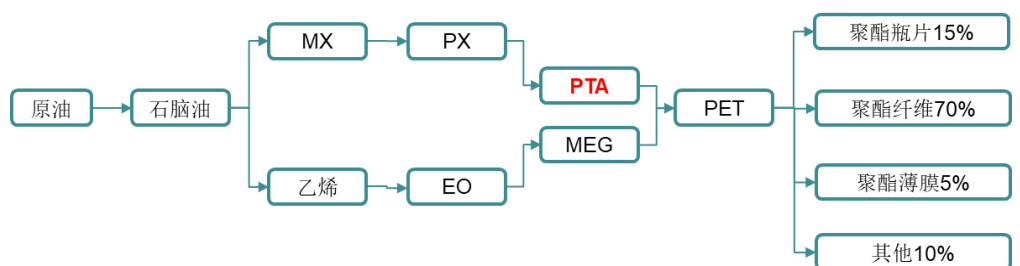 原油
石脑油
MX
PX
PTA
乙烯
EO
MEG
PET
聚酯瓶片15%
聚酯纤维70%
聚酯薄膜5%
其他10%